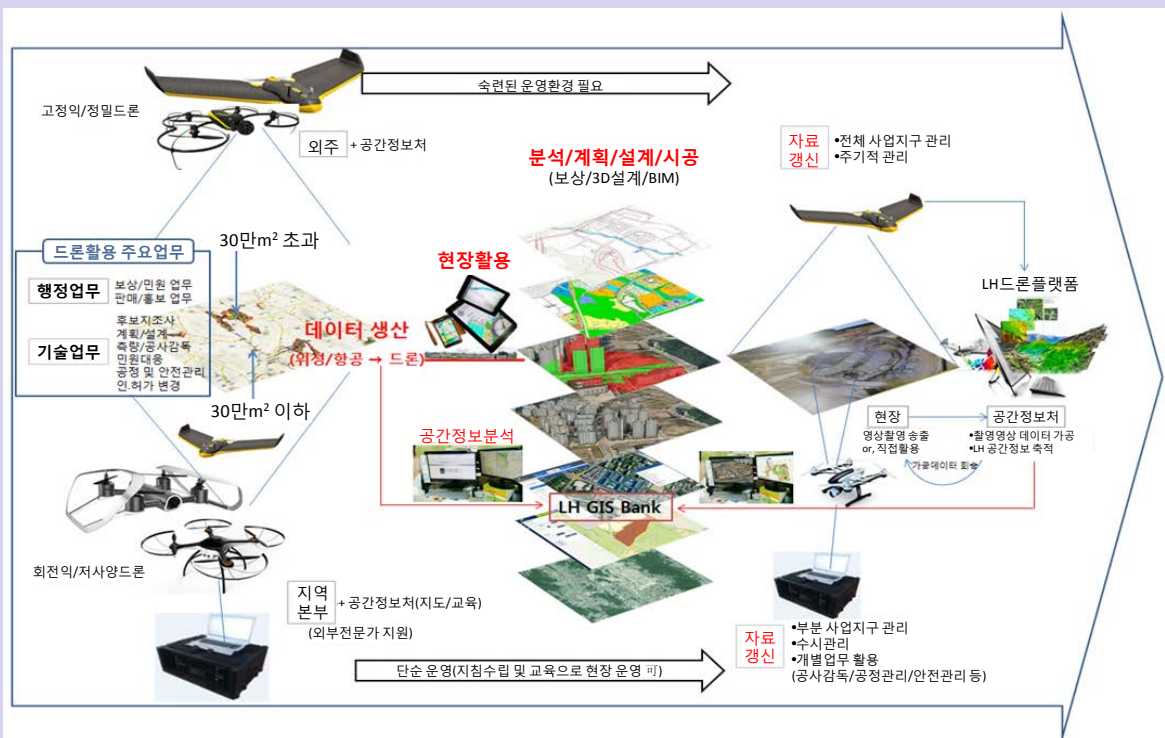 고정익/정밀드론
숙련된 운영환경 필요
외주 + 공간정보처
분석/계획/설계/시공
(보상/3D설계/BIM)
자료
갱신
•전체 사업지구 관리
•주기적 관리
드론활용 주요업무
행정업무
보상/민원 업무
판매/홍보 업무
기술업무
후보지조사
계획/설계
측량/공사감독
민원대응
공정 및 안전관리
인.허가 변경
30만m² 초과
30만m² 이하
현장활용
데이터 생산
(위정/항공 → 드론)
LH드론플랫폼
현장
영상촬영 송출
or, 직접활용
공간정보처
•촬영영상 데이터 가공
•LH 공간정보 축적
가공데이터 회송
공간정보분석
LH GIS Bank
회전익/저사양드론
지역
본부
+ 공간정보처(지도/교육)
(외부전문가 지원)
단순 운영(지침수립 및 교육으로 현장 운영 可)
자료
갱신
•부분 사업지구 관리
•수시관리
•개별업무 활용
(공사감독/공정관리/안전관리 등)